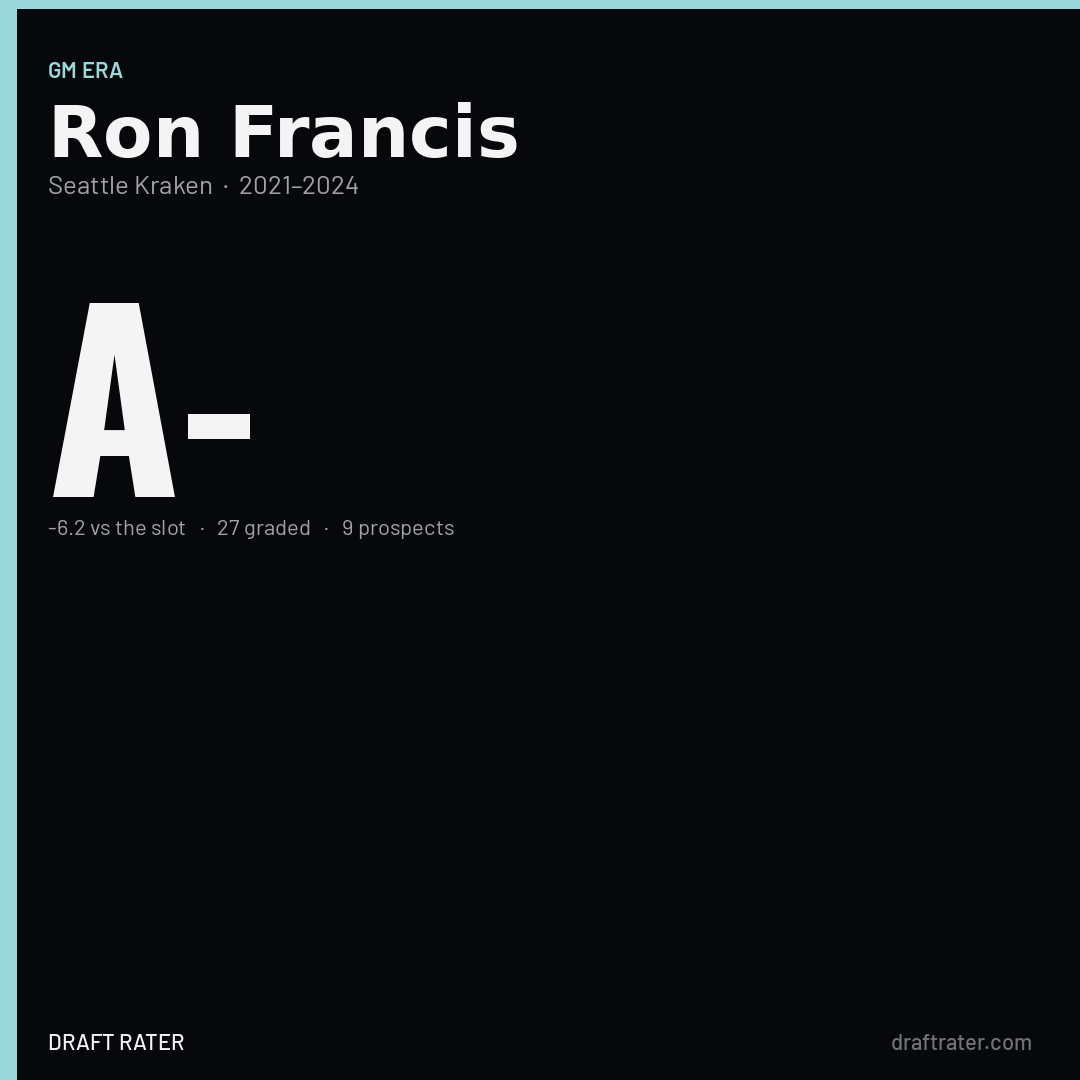 GM ERA
Ron Francis
Seattle Kraken · 2021–2024
A-
-6.2 vs the slot · 27 graded · 9 prospects
DRAFT RATER
draftrater.com